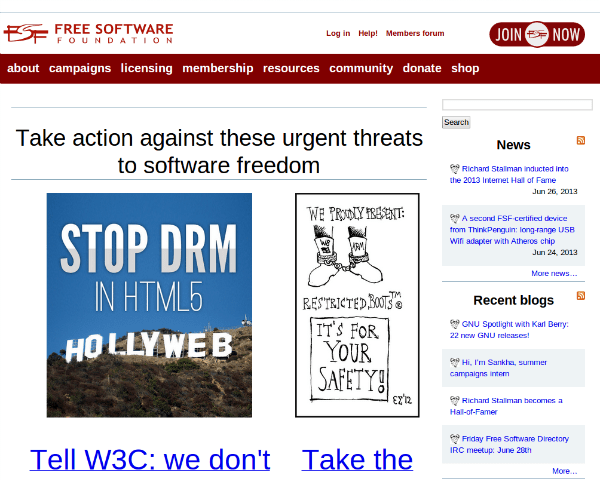 FSF FREE SOFTWARE
FOUNDATION
Log in Help! Members forum
JOIN FSF NOW
about campaigns licensing membership resources community donate shop
Take action against these urgent threats
to software freedom
STOP DRM
IN HTML5
HOLLYWEB
WE PROUDLY PRESENT:
ARM
RESTRICTED BOOTS™®
IT'S FOR
YOUR
SAFETY!
EZ'12
Tell W3C: we don't
Take the
Search
News
Richard Stallman inducted into
the 2013 Internet Hall of Fame
Jun 26, 2013
A second FSF-certified device
from ThinkPenguin: long-range USB
Wifi adapter with Atheros chip
Jun 24, 2013
More news…
Recent blogs
GNU Spotlight with Karl Berry:
22 new GNU releases!
Hi, I'm Sankha, summer
campaigns intern
Richard Stallman becomes a
Hall-of-Famer
Friday Free Software Directory
IRC meetup: June 28th
More…